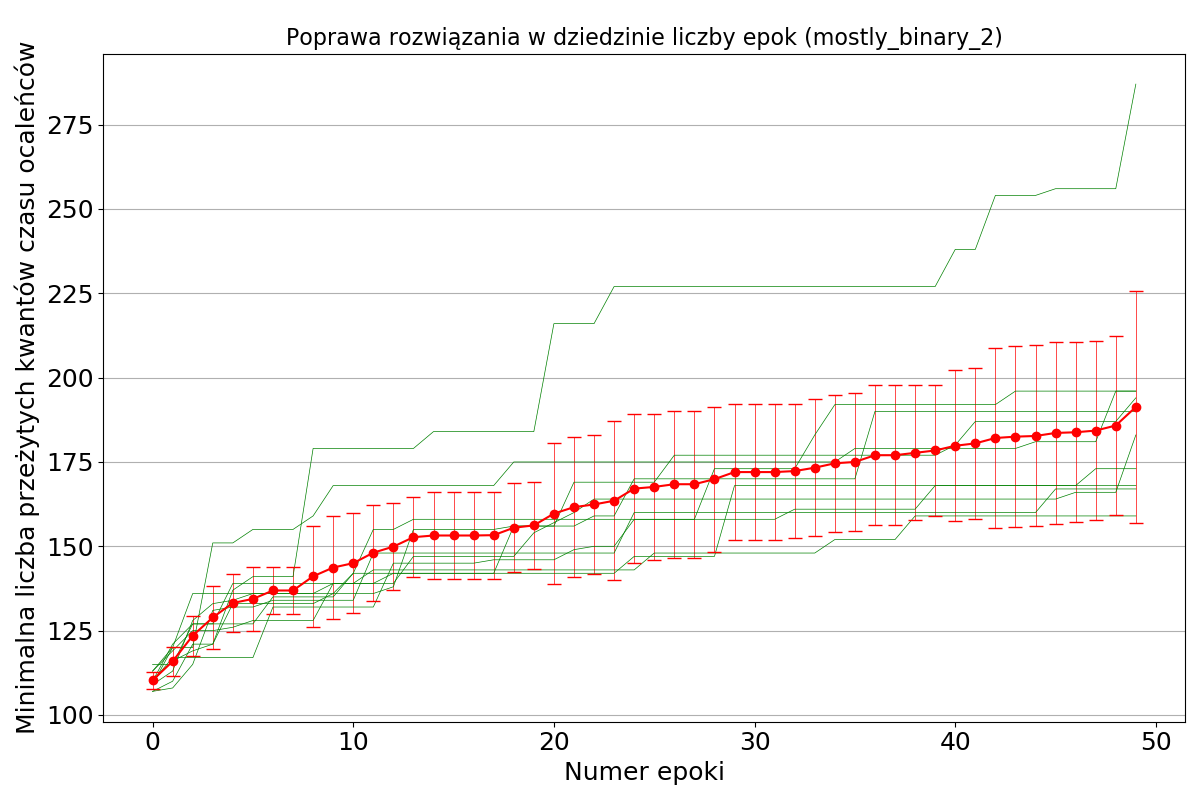 Poprawa rozwiązania w dziedzinie liczby epok (mostly_binary_2)
Minimalna liczba przeżytych kwantów czasu ocaleńców
275
250
225
200
175
150
125
100
0 10 20 30 40 50
Numer epoki